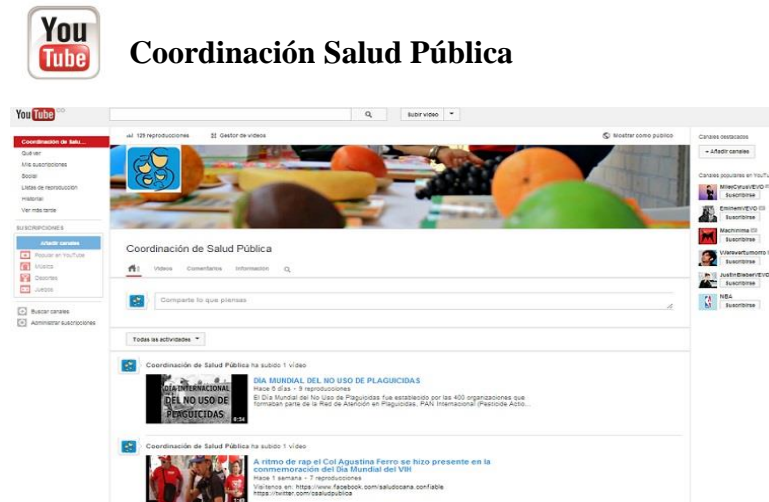 You
Tube
Coordinación Salud Pública
You Tube CO
Subir vídeo
129 reproducciones
Gestor de vídeos
Mostrar como público
Coordinación de Salu...
Qué ver
Mis suscripciones
Social
Listas de reproducción
Historial
Ver más tarde
SUSCRIPCIONES
Añadir canales
Popular en YouTube
Música
Deportes
Juegos
Buscar canales
Administrar suscripciones
Coordinación de Salud Pública
Vídeos Comentarios Información
Comparte lo que piensas
Todas las actividades
Coordinación de Salud Pública ha subido 1 vídeo
DÍA INTERNACIONAL
DEL NO USO DE
PLAGUICIDAS
4:34
DÍA MUNDIAL DEL NO USO DE PLAGUICIDAS
Hace 5 días • 9 reproducciones
El Día Mundial del No Uso de Plaguicidas fue establecido por las 400 organizaciones que
formaban parte de la Red de Atención en Plaguicidas, PAN Internacional (Pesticide Actio...
Coordinación de Salud Pública ha subido 1 vídeo
A ritmo de rap el Col Agustina Ferro se hizo presente en la
conmemoración del Día Mundial del VIH
Hace 1 semana • 7 reproducciones
Visítenos en: https://www.facebook.com/saludocana.confiable
https://twitter.com/csaludpublica
Canales destacados
+ Añadir canales
Canales populares en YouTu
MileyCyrusVEVO
Suscribirse
EminemVEVO
Suscribirse
Machinima
Suscribirse
Werevertumorro
Suscribirse
JustinBieberVEVO
Suscribirse
NBA
Suscribirse